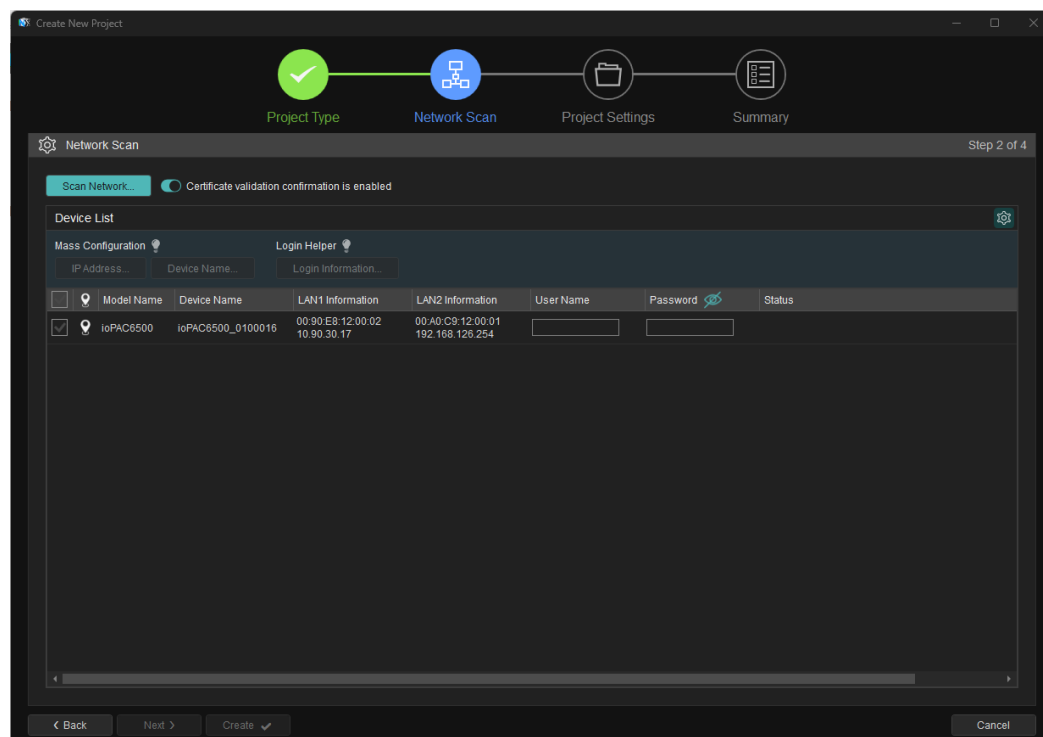 Create New Project
Project Type
Network Scan
Project Settings
Summary
Network Scan
Step 2 of 4
Scan Network...
Certificate validation confirmation is enabled
Device List
Mass Configuration
Login Helper
IP Address...
Device Name...
Login Information...
Model Name
Device Name
LAN1 Information
LAN2 Information
User Name
Password
Status
ioPAC6500
ioPAC6500_0100016
00:90:E8:12:00:02
10.90.30.17
00:A0:C9:12:00:01
192.168.126.254
Back
Next
Create
Cancel